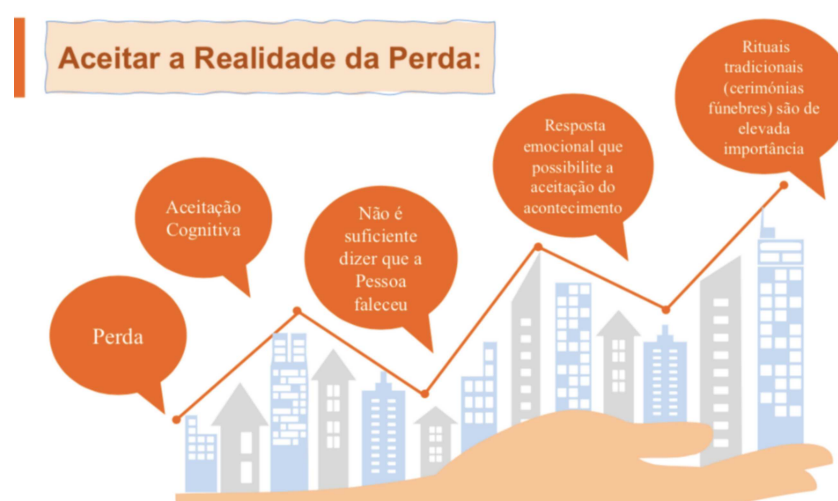 Aceitar a Realidade da Perda:
Perda
Aceitação
Cognitiva
Não é
suficiente
dizer que a
Pessoa
faleceu
Resposta
emocional que
possibilite a
aceitação do
acontecimento
Rituais
tradicionais
(cerimónias
fúnebres) são de
elevada
importância